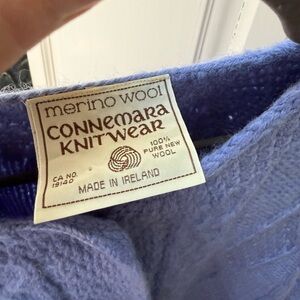 merino wool
CONNEMARA
KNITWEAR
CA NO.
19140
100%
PURE NEW
WOOL
MADE IN IRELAND